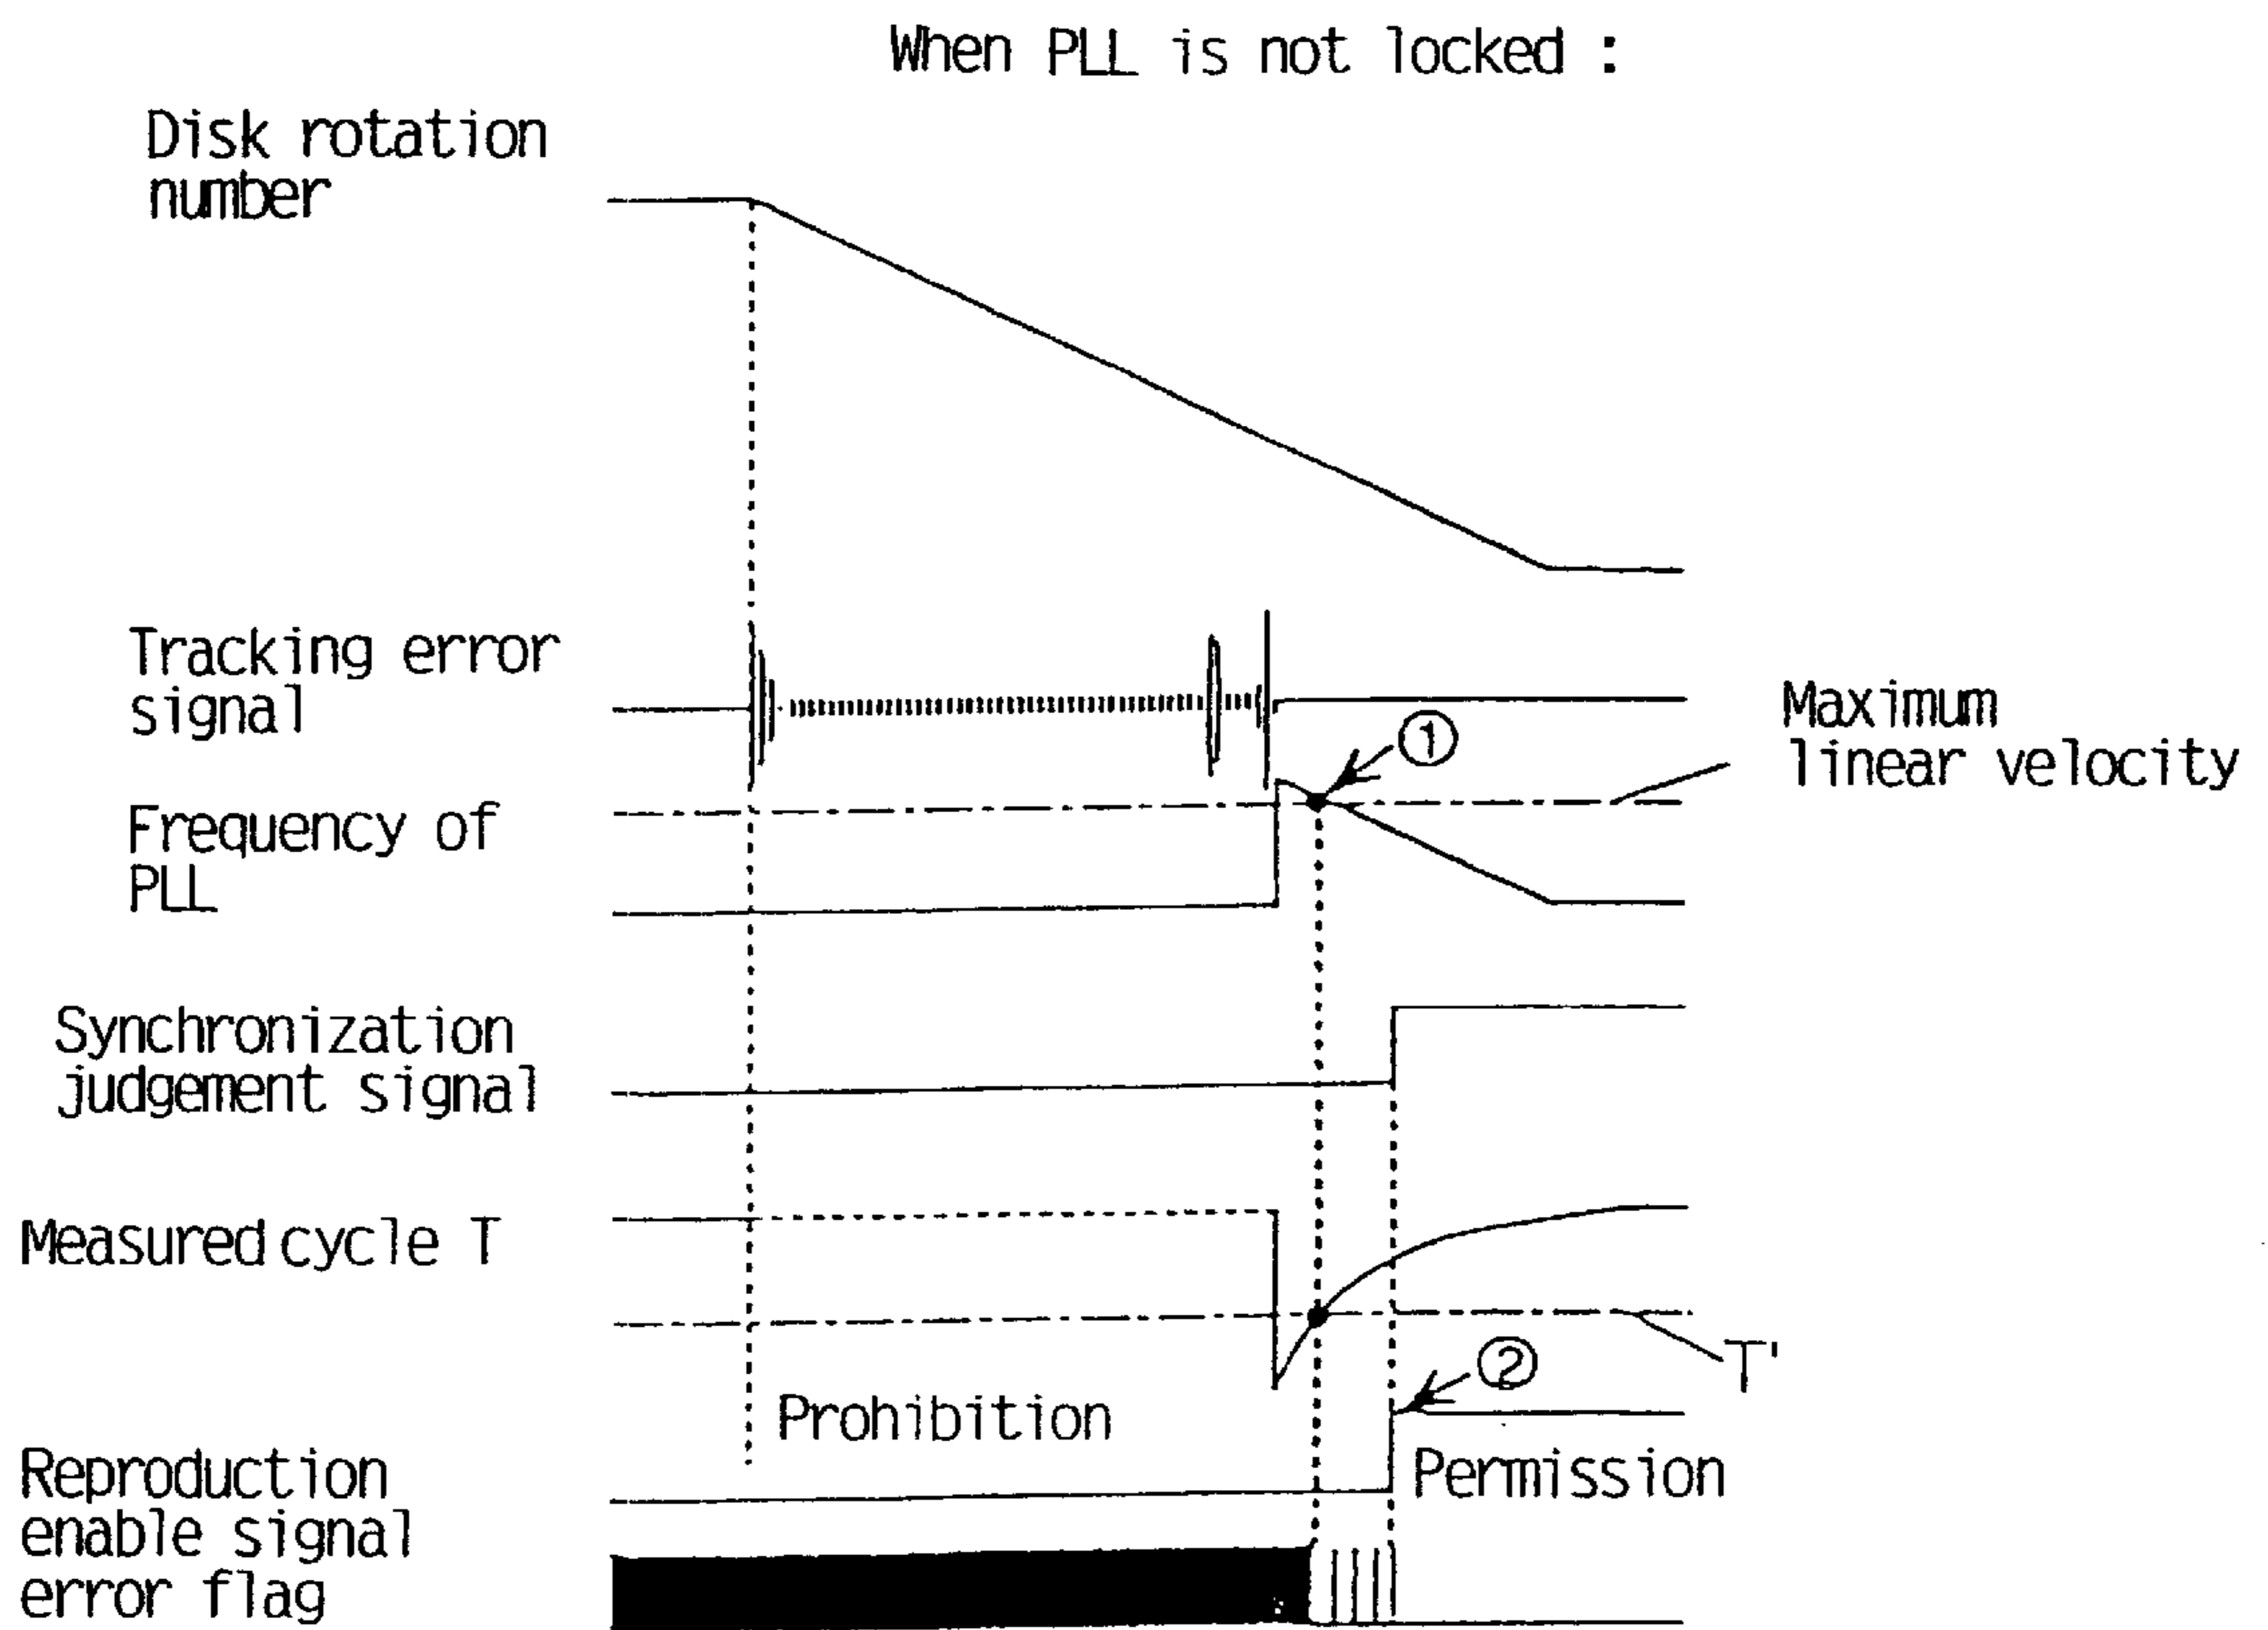 When PLL is not locked :
Disk rotation
number
Tracking error
signal
Maximum
linear velocity
①
Frequency of
PLL
Synchronization
judgement signal
Measured cycle T
T'
②
Prohibition
Permission
Reproduction
enable signal
error flag